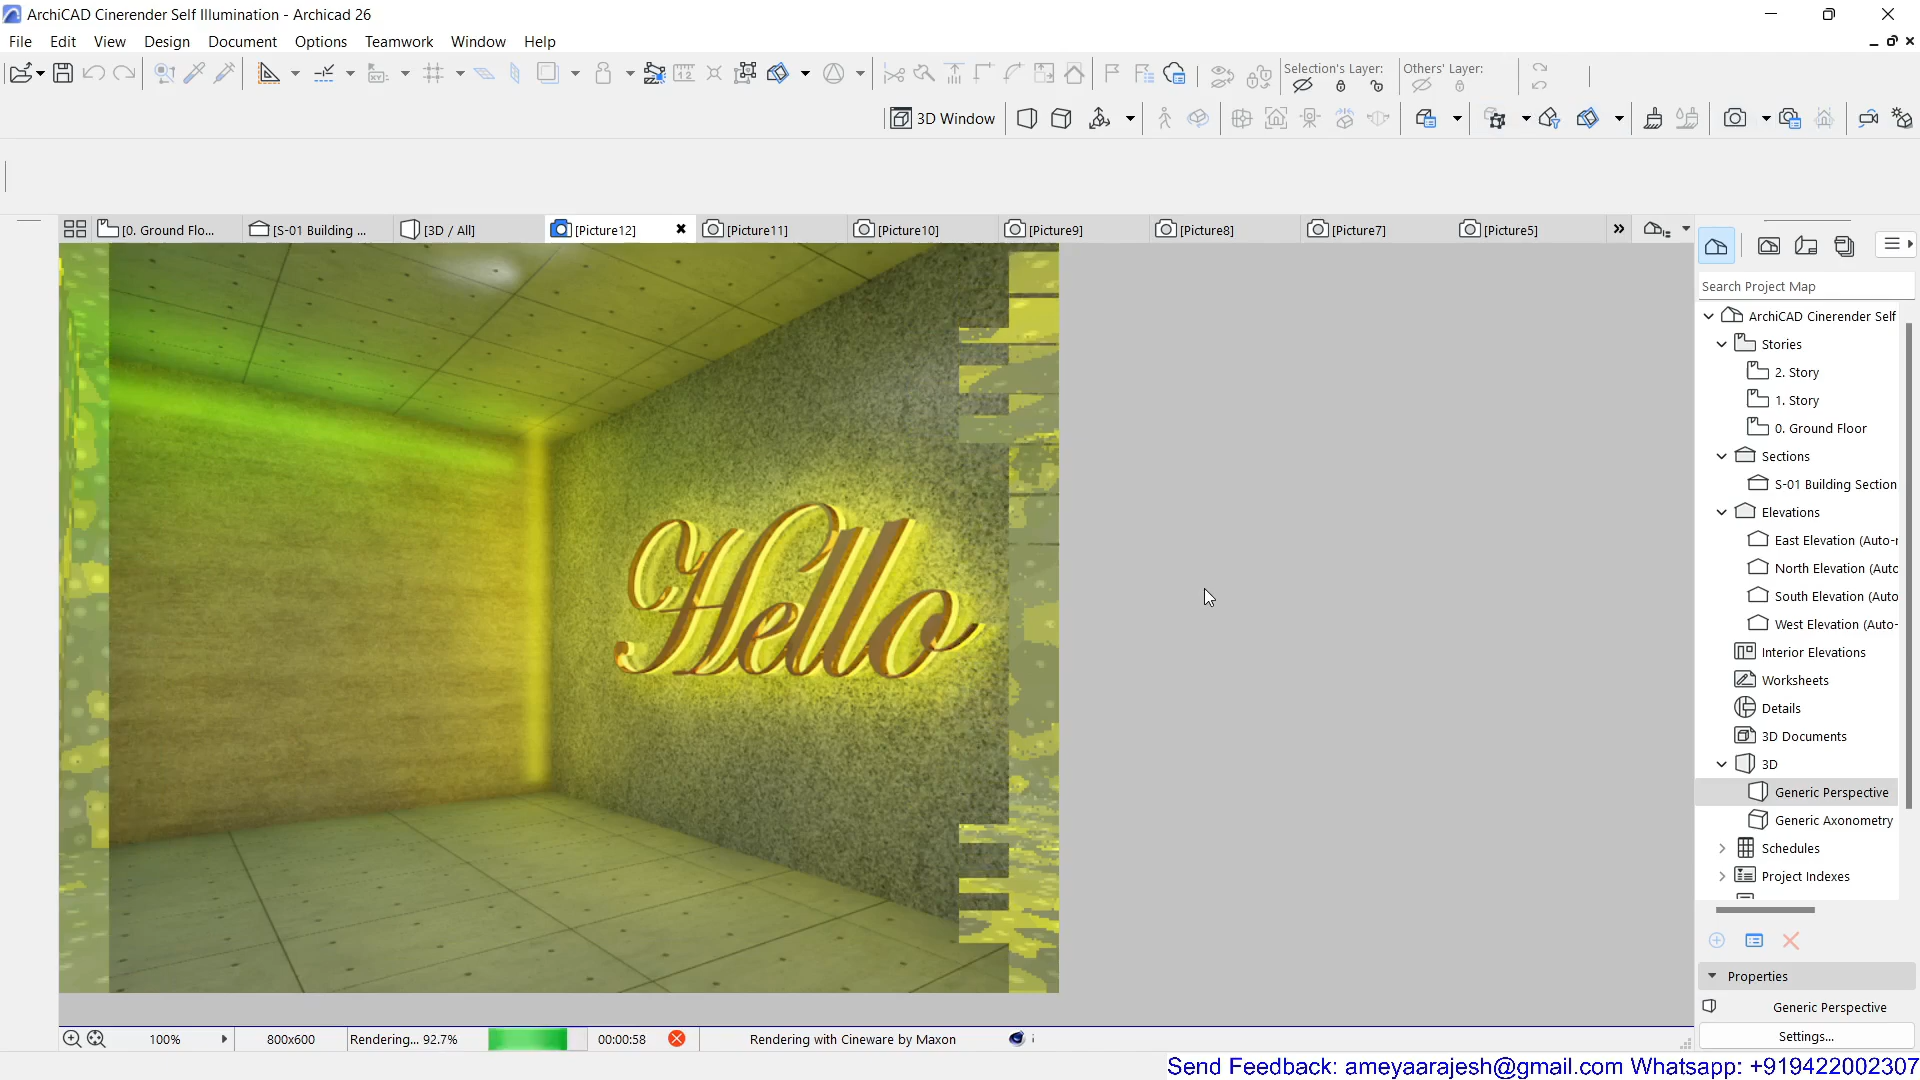 ArchiCAD Cinerender Self Illumination - Archicad 26
File Edit View Design Document Options Teamwork Window Help
Selection's Layer: Others' Layer:
3D Window
[0. Ground Flo... [S-01 Building ... [3D / All] [Picture12] [Picture11] [Picture10] [Picture9] [Picture8] [Picture7] [Picture5]
Search Project Map
ArchiCAD Cinerender Self
Stories
2. Story
1. Story
0. Ground Floor
Sections
S-01 Building Section
Elevations
East Elevation (Auto-r
North Elevation (Auto
South Elevation (Auto
West Elevation (Auto-
Interior Elevations
Worksheets
Details
3D Documents
3D
Generic Perspective
Generic Axonometry
Schedules
Project Indexes
Hello
Properties
Generic Perspective
Settings...
100% 800x600 Rendering... 92.7% 00:00:58 Rendering with Cineware by Maxon i
Send Feedback: ameyaarajesh@gmail.com Whatsapp: +919422002307